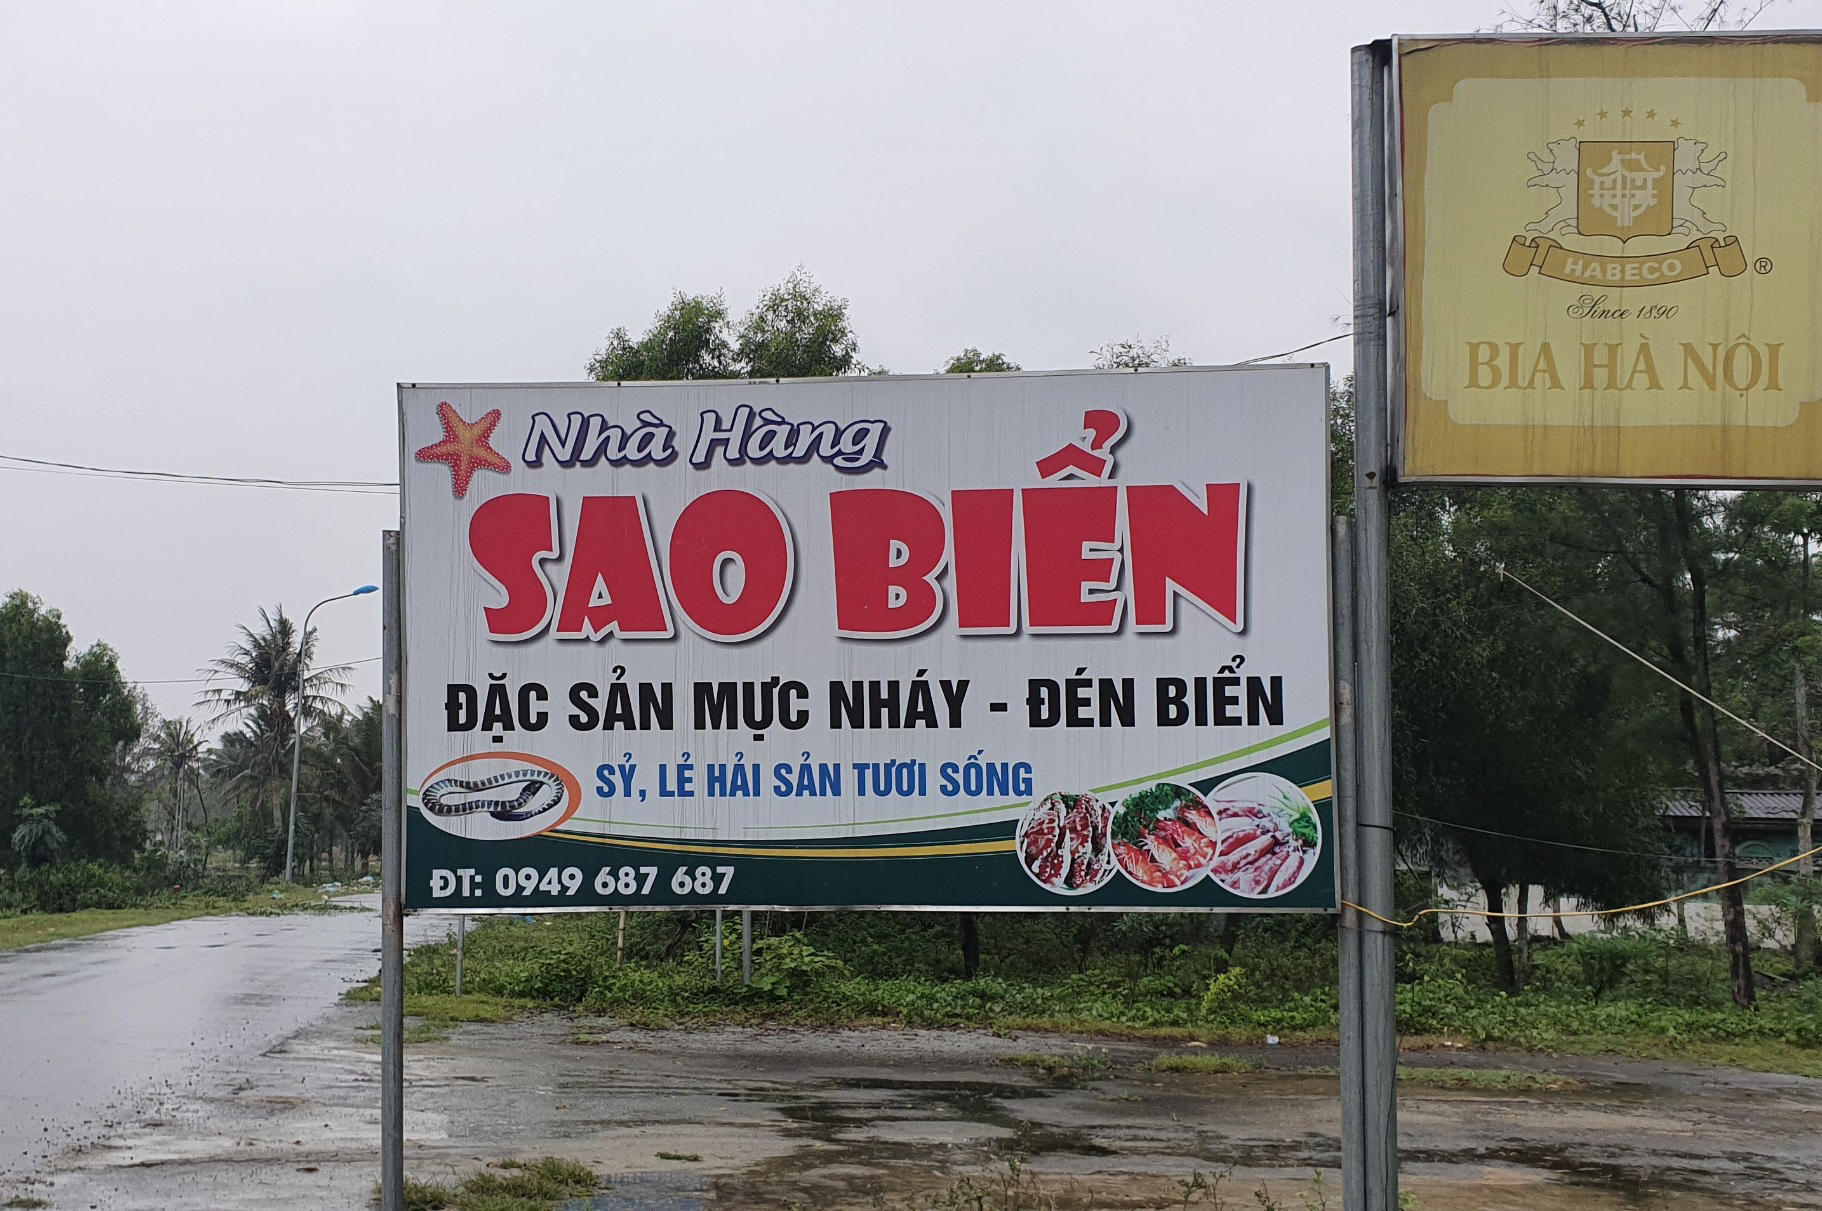 Nhà Hàng
SAO BIỂN
ĐẶC SẢN MỰC NHÁY - ĐÉN BIỂN
SỶ, LẺ HẢI SẢN TƯƠI SỐNG
ĐT: 0949 687 687
HABECO ®
Since 1890
BIA HÀ NỘI